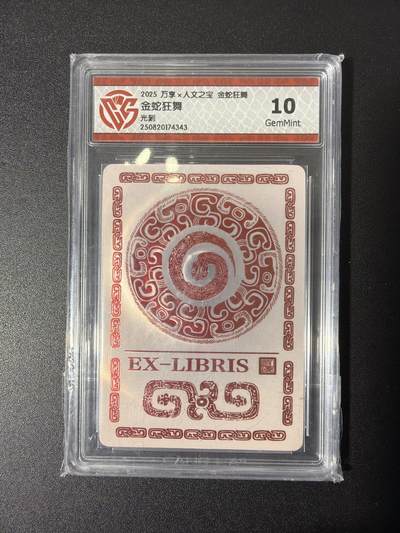 2025 万享×人文之宝 金蛇狂舞
金蛇狂舞
光刻
250820174343
10
GemMint
EX-LIBRIS